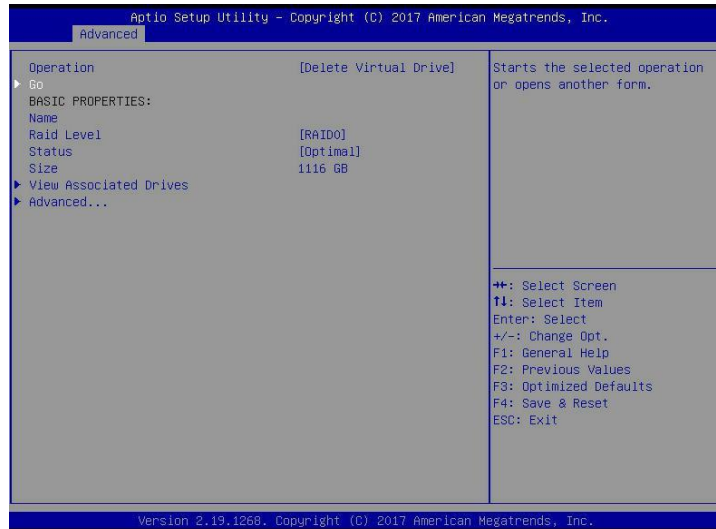 Aptio Setup Utility – Copyright (C) 2017 American Megatrends, Inc.
Advanced
Operation [Delete Virtual Drive]
Go
BASIC PROPERTIES:
Name
Raid Level [RAID0]
Status [Optimal]
Size 1116 GB
View Associated Drives
Advanced...
Starts the selected operation
or opens another form.
→←: Select Screen
↑↓: Select Item
Enter: Select
+/-: Change Opt.
F1: General Help
F2: Previous Values
F3: Optimized Defaults
F4: Save & Reset
ESC: Exit
Version 2.19.1268. Copyright (C) 2017 American Megatrends, Inc.